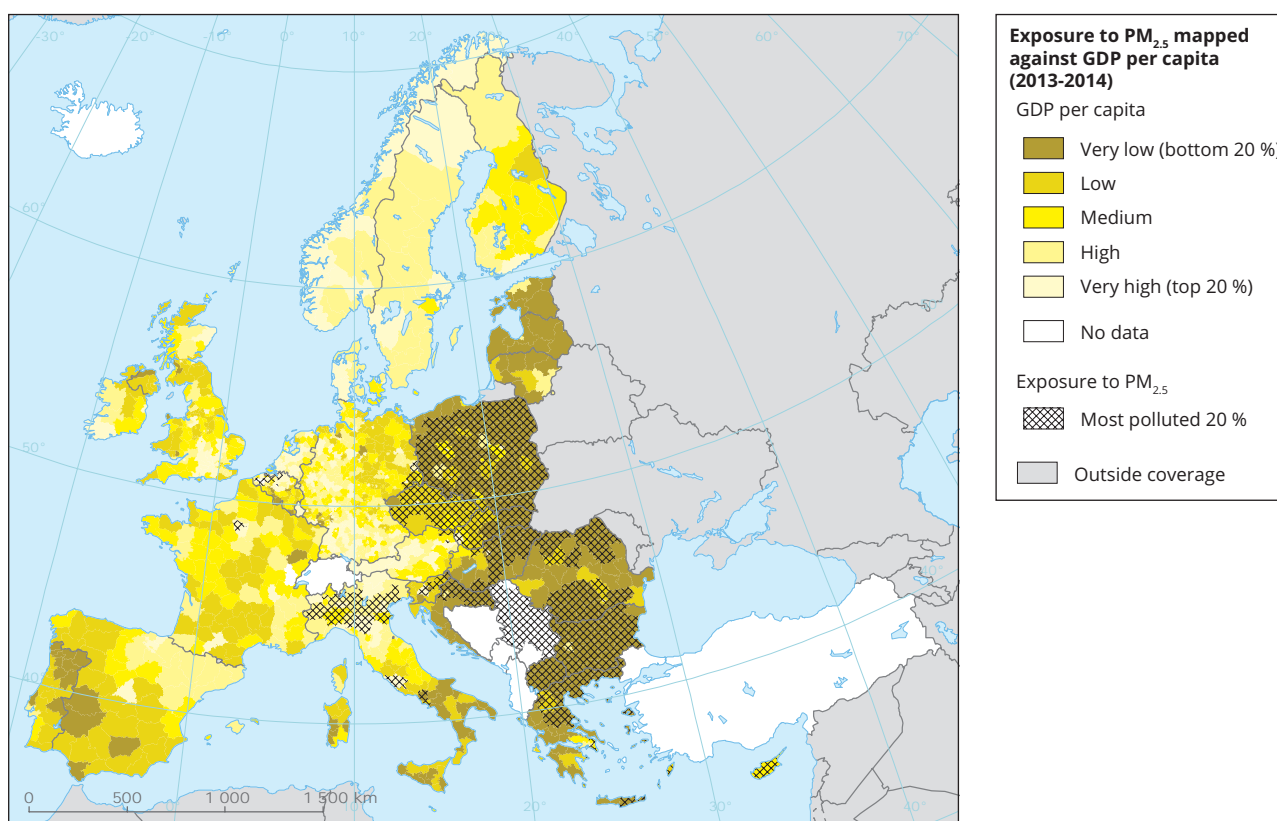 -30°
-20°
-10°
0°
10°
20°
30°
40°
50°
60°
70°
60°
50°
40°
0°
10°
20°
30°
40°
40°
0 500 1 000 1 500 km
Exposure to PM2.5 mapped
against GDP per capita
(2013-2014)
GDP per capita
Very low (bottom 20 %)
Low
Medium
High
Very high (top 20 %)
No data
Exposure to PM2.5
Most polluted 20 %
Outside coverage